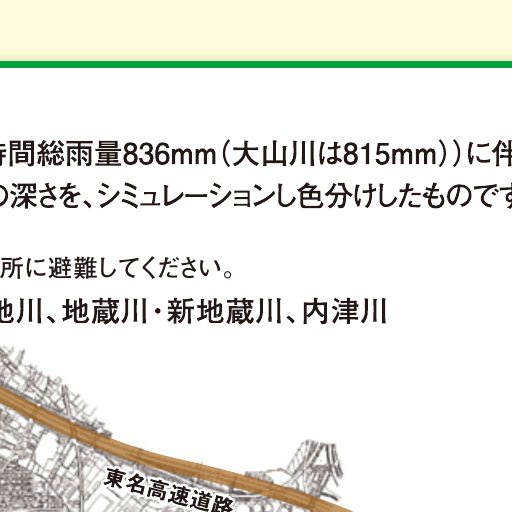 時間総雨量836mm（大山川は815mm））に伴
の深さを、シミュレーションし色分けしたものです
所に避難してください。
地川、地蔵川・新地蔵川、内津川
東名高速道路